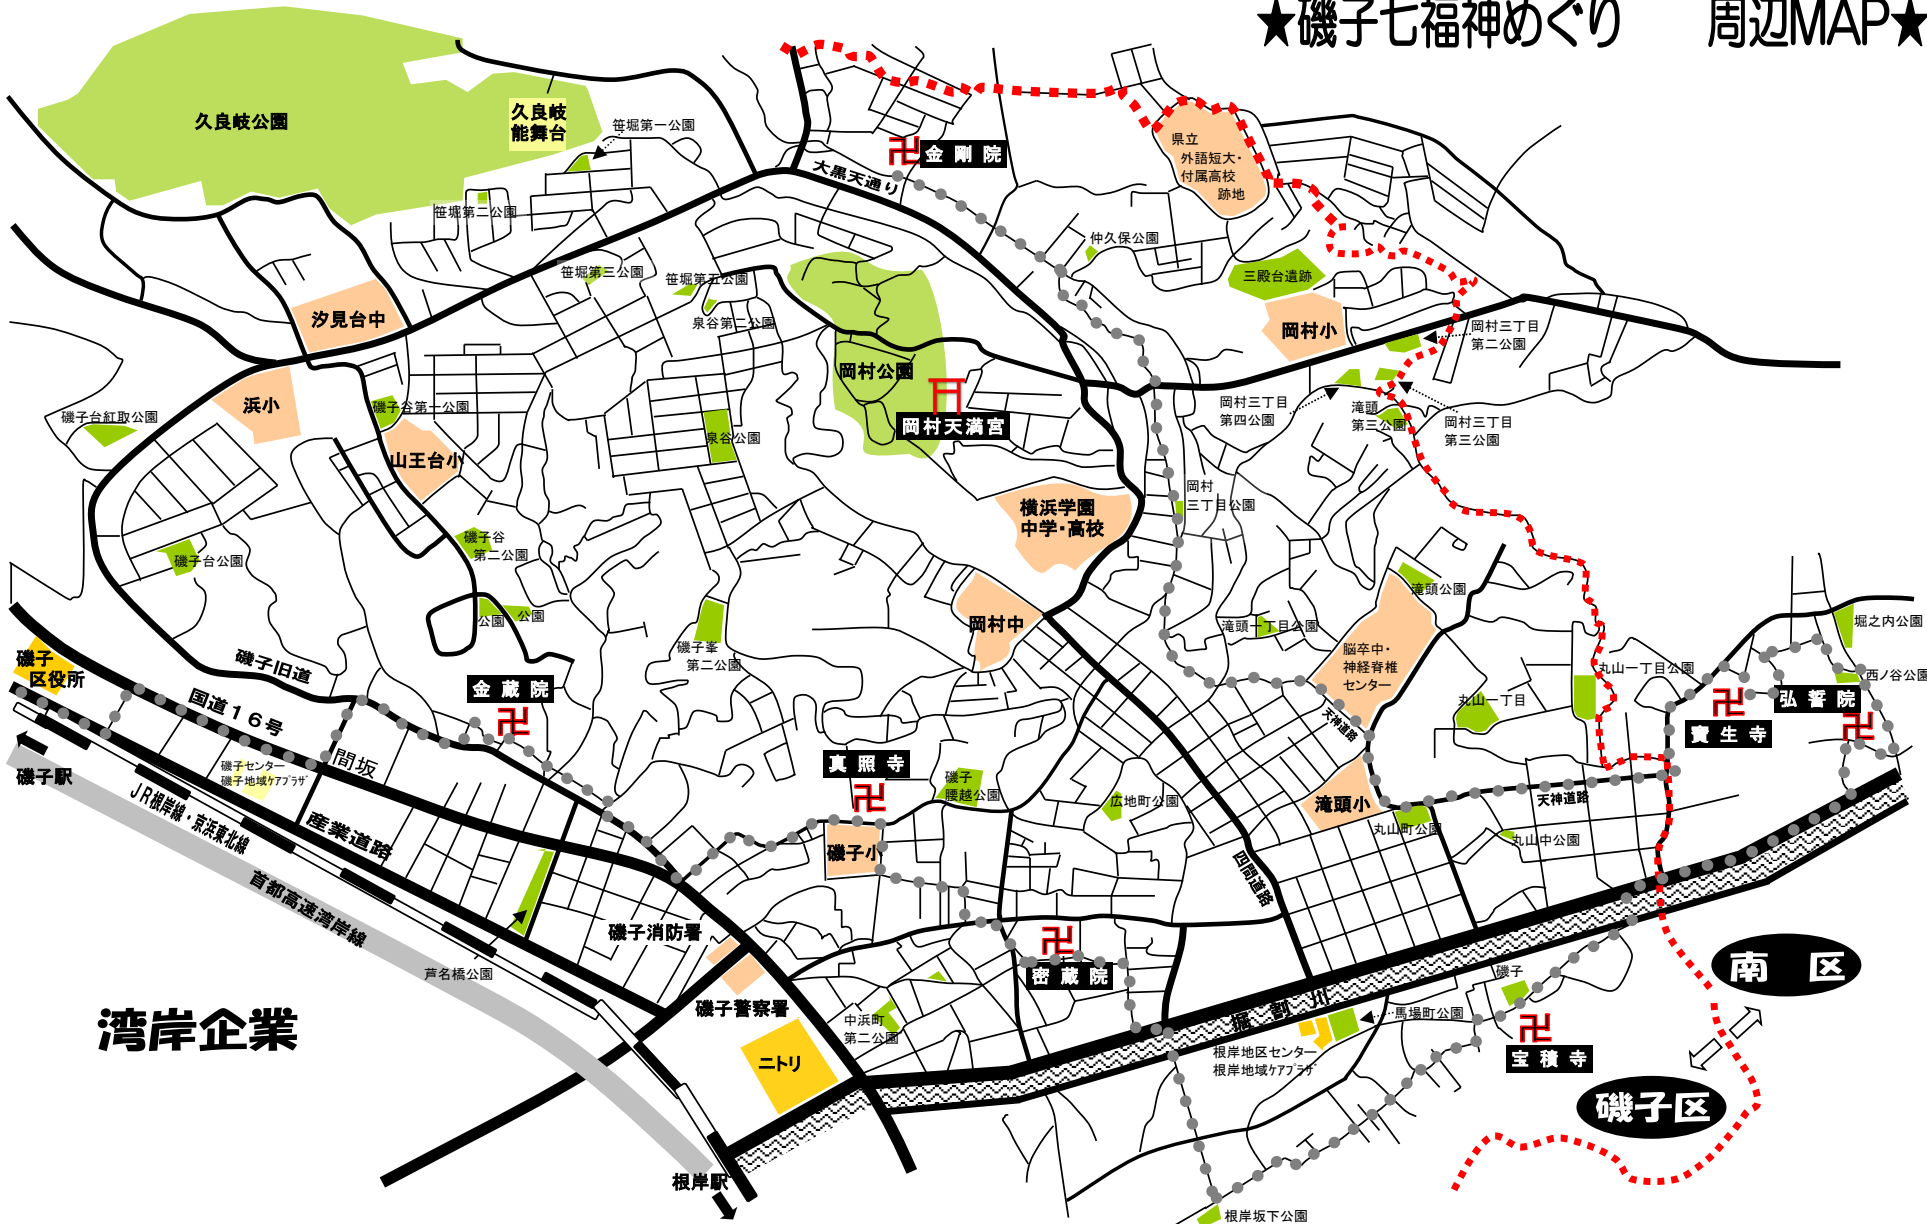 ★磯子七福神めぐり　　周辺MAP★
久良岐公園
久良岐
能舞台
笹堀第一公園
笹堀第二公園
大黒天通り
金剛院
県立
外語短大・
付属高校
跡地
仲久保公園
三殿台遺跡
笹堀第三公園
笹堀第五公園
泉谷第二公園
汐見台中
岡村小
岡村三丁目
第二公園
岡村公園
岡村天満宮
浜小
磯子谷第一公園
磯子台紅取公園
山王台小
泉谷公園
岡村三丁目
第四公園
滝頭
第三公園
岡村三丁目
第三公園
横浜学園
中学・高校
岡村
三丁目公園
磯子谷
第二公園
磯子台公園
公園
公園
磯子峯
第二公園
岡村中
滝頭公園
滝頭一丁目公園
脳卒中・
神経脊椎
センター
堀之内公園
丸山一丁目公園
西ノ谷公園
丸山一丁目
弘誓院
寶生寺
磯子
区役所
磯子旧道
国道１６号
金蔵院
間坂
天神道路
真照寺
磯子
腰越公園
広地町公園
滝頭小
天神道路
丸山町公園
丸山中公園
磯子駅
磯子センター
磯子地域ケアプラザ
ＪＲ根岸線・京浜東北線
産業道路
首都高速湾岸線
磯子小
四間道路
磯子消防署
芦名橋公園
密蔵院
南　区
磯子
湾岸企業
磯子警察署
中浜町
第二公園
掘割川
馬場町公園
根岸地区センター
根岸地域ケアプラザ
宝積寺
ニトリ
磯子区
根岸駅
根岸坂下公園